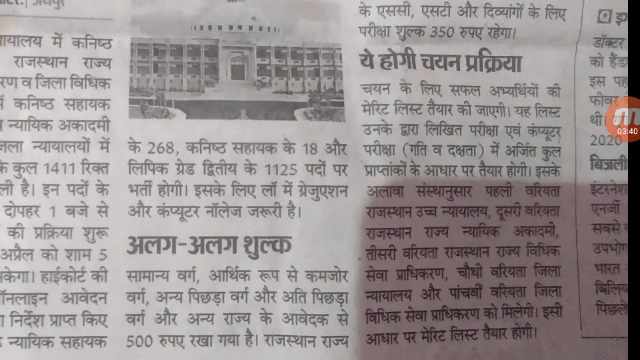 जयपुर
यालय में कनिष्ठ
राजस्थान राज्य
रण व जिला विधिक
में कनिष्ठ सहायक
न्यायिक अकादमी
जला न्यायालयों में
के कुल 1411 रिक्त
ली है। इन पदों के
दोपहर 1 बजे से
की प्रक्रिया शुरू
अप्रैल को शाम 5
केगा। हाईकोर्ट की
ऑनलाइन आवेदन
निर्देश प्राप्त किए
न्यायिक सहायक
के 268, कनिष्ठ सहायक के 18 और
लिपिक ग्रेड द्वितीय के 1125 पदों पर
भर्ती होगी। इसके लिए लॉ में ग्रेजुएशन
और कंप्यूटर नॉलेज जरूरी है।
अलग-अलग शुल्क
सामान्य वर्ग, आर्थिक रूप से कमजोर
वर्ग, अन्य पिछड़ा वर्ग और अति पिछड़ा
वर्ग और अन्य राज्य के आवेदक से
500 रुपए रखा गया है। राजस्थान राज्य
के एससी, एसटी और दिव्यांगों के लिए
परीक्षा शुल्क 350 रुपए रहेगा।
ये होगी चयन प्रक्रिया
चयन के लिए सफल अभ्यर्थियों की
मेरिट लिस्ट तैयार की जाएगी। यह लिस्ट
उनके द्वारा लिखित परीक्षा एवं कंप्यूटर
परीक्षा (गति व दक्षता) में अर्जित कुल
प्राप्तांकों के आधार पर तैयार होगी। इसके
अलावा संस्थानुसार पहली वरियता
राजस्थान उच्च न्यायालय, दूसरी वरियता
राजस्थान राज्य न्यायिक अकादमी,
तीसरी वरियता राजस्थान राज्य विधिक
सेवा प्राधिकरण, चौथी वरियता जिला
न्यायालय और पांचवीं वरियता जिला
विधिक सेवा प्राधिकरण को मिलेगी। इसी
आधार पर मेरिट लिस्ट तैयार होगी।
डॉक्टर
को हैंड
इस पह
फीवर
थी।
2020
बिजली
इंटरनेश
एनर्जी
सबसे
उपभोग
भारत
बिलिय
पिछले
03:40